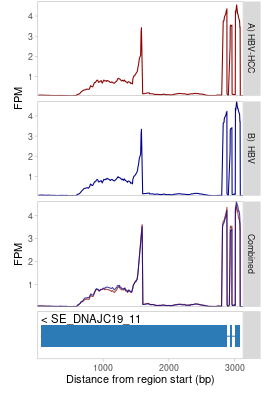 4
3
2
1
FPM
A) HBV-HCC
4
3
2
1
FPM
B) HBV
4
3
2
1
FPM
Combined
< SE_DNAJC19_11
1000 2000 3000
Distance from region start (bp)